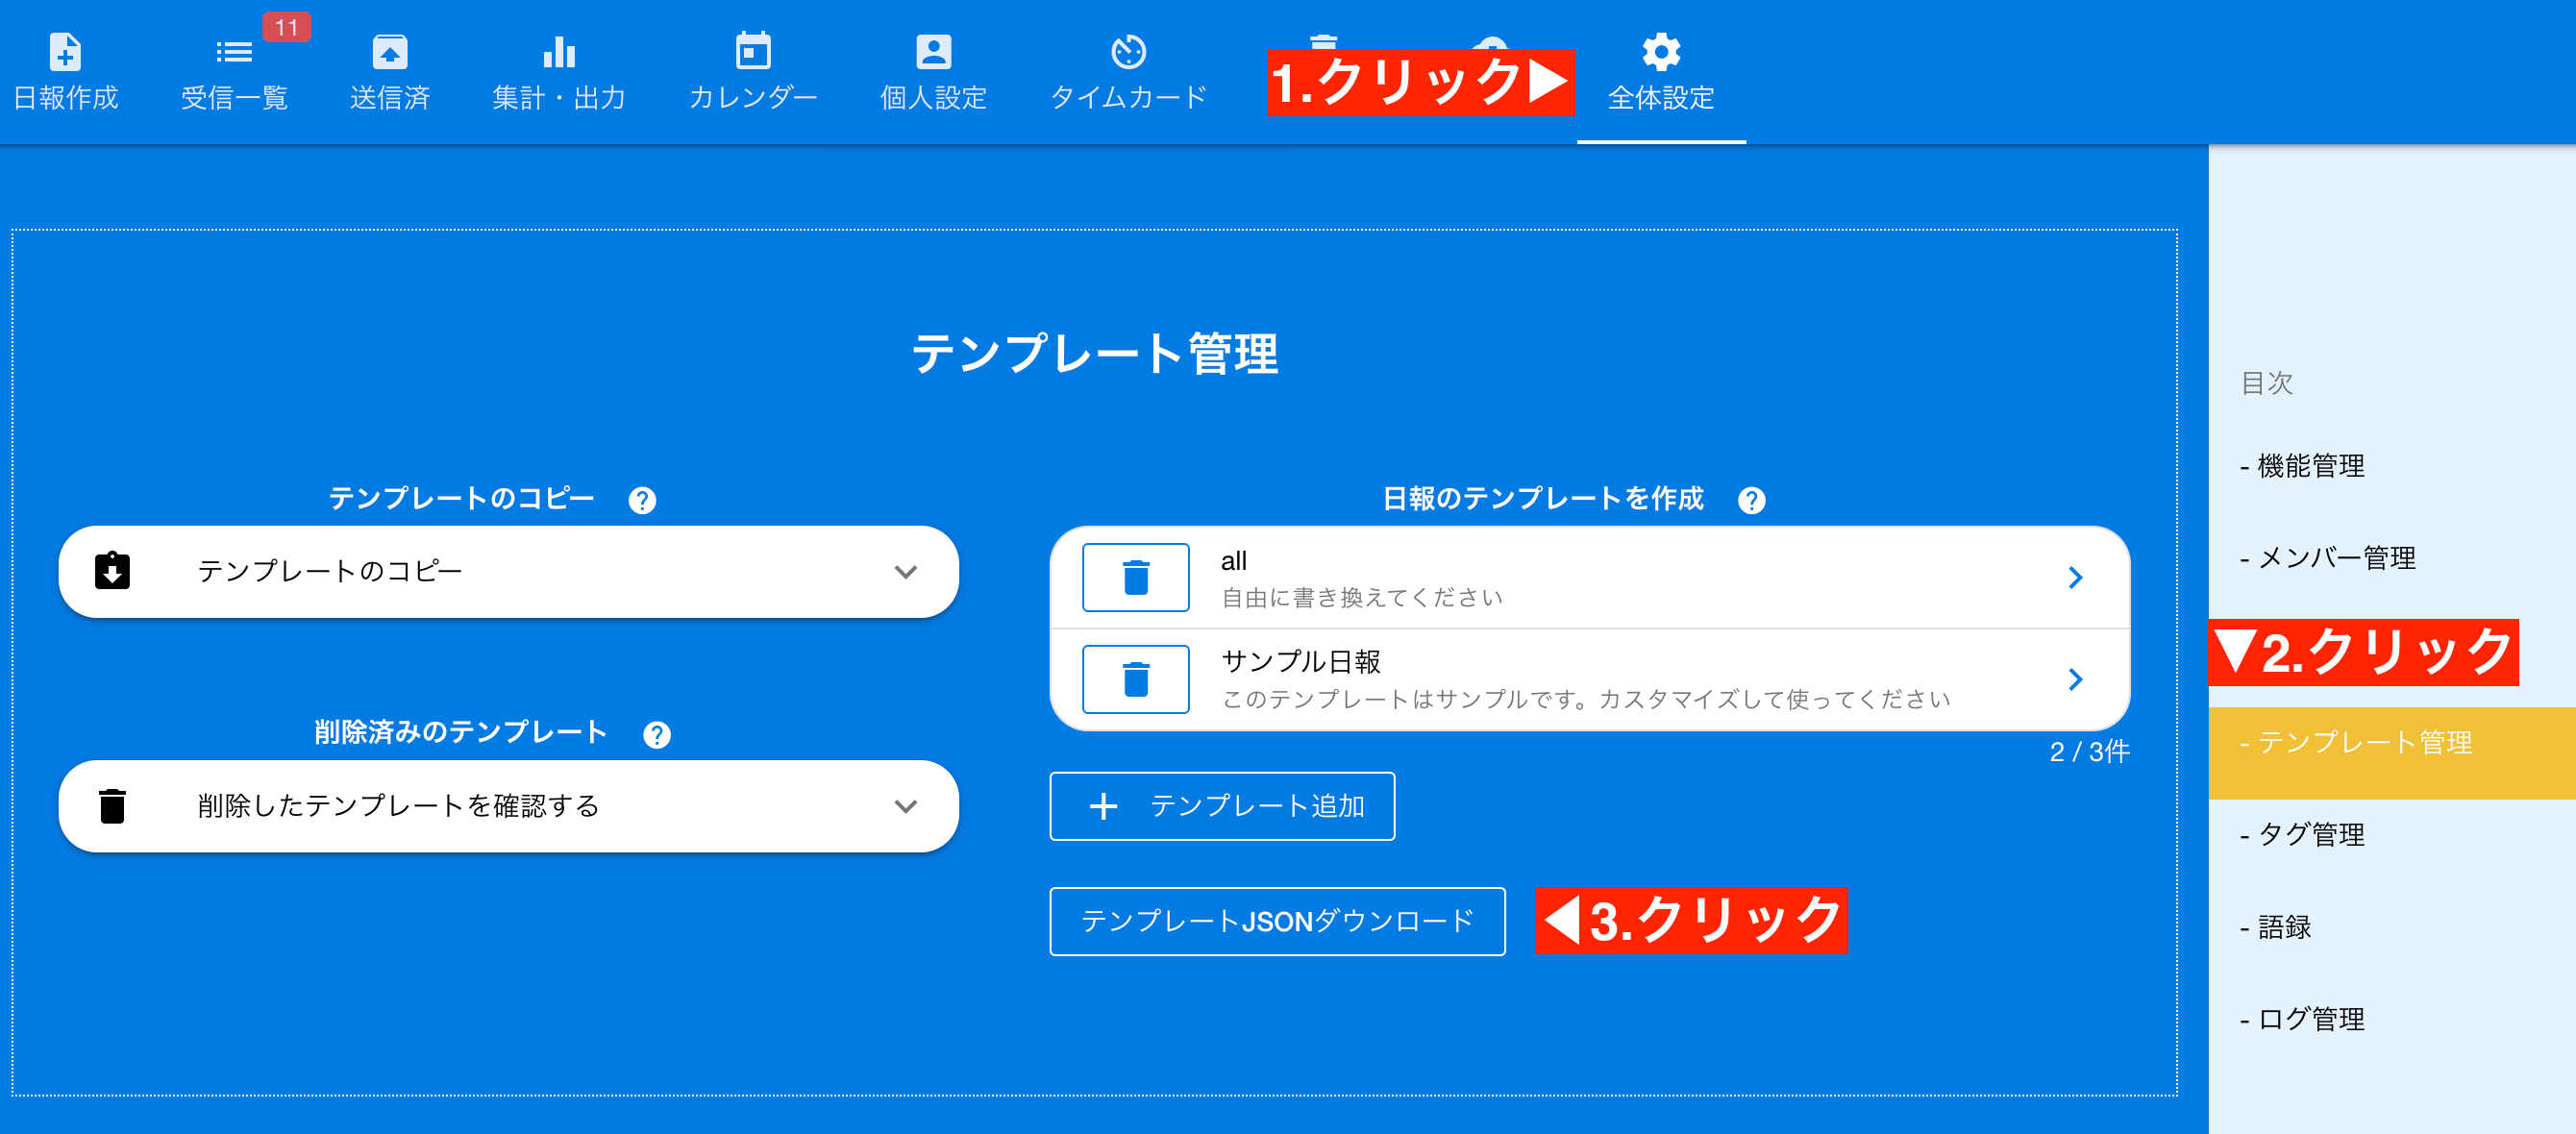 11
日報作成
受信一覧
送信済
集計・出力
カレンダー
個人設定
タイムカード
1.クリック▶
全体設定
テンプレート管理
テンプレートのコピー ?
テンプレートのコピー
削除済みのテンプレート ?
削除したテンプレートを確認する
日報のテンプレートを作成 ?
all
自由に書き換えてください
サンプル日報
このテンプレートはサンプルです。カスタマイズして使ってください
2 / 3件
+ テンプレート追加
テンプレートJSONダウンロード
◀3.クリック
目次
- 機能管理
- メンバー管理
▼2.クリック
- テンプレート管理
- タグ管理
- 語録
- ログ管理